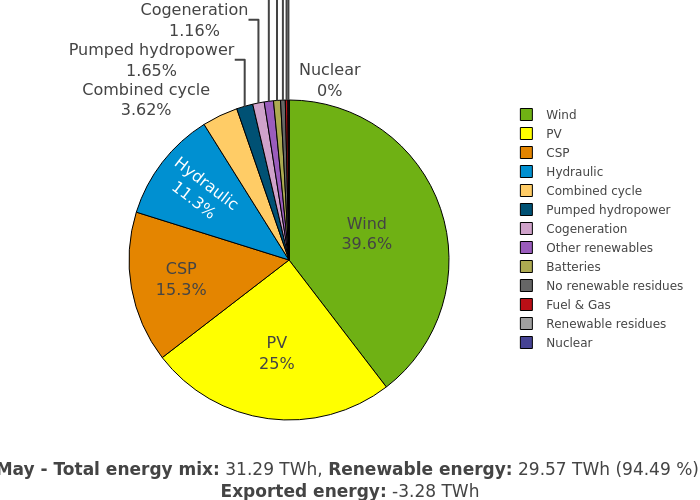 Cogeneration
1.16%
Pumped hydropower
1.65%
Combined cycle
3.62%
Nuclear
0%
Hydraulic
11.3%
Wind
39.6%
CSP
15.3%
PV
25%
Wind
PV
CSP
Hydraulic
Combined cycle
Pumped hydropower
Cogeneration
Other renewables
Batteries
No renewable residues
Fuel & Gas
Renewable residues
Nuclear
May - Total energy mix: 31.29 TWh, Renewable energy: 29.57 TWh (94.49 %)
Exported energy: -3.28 TWh